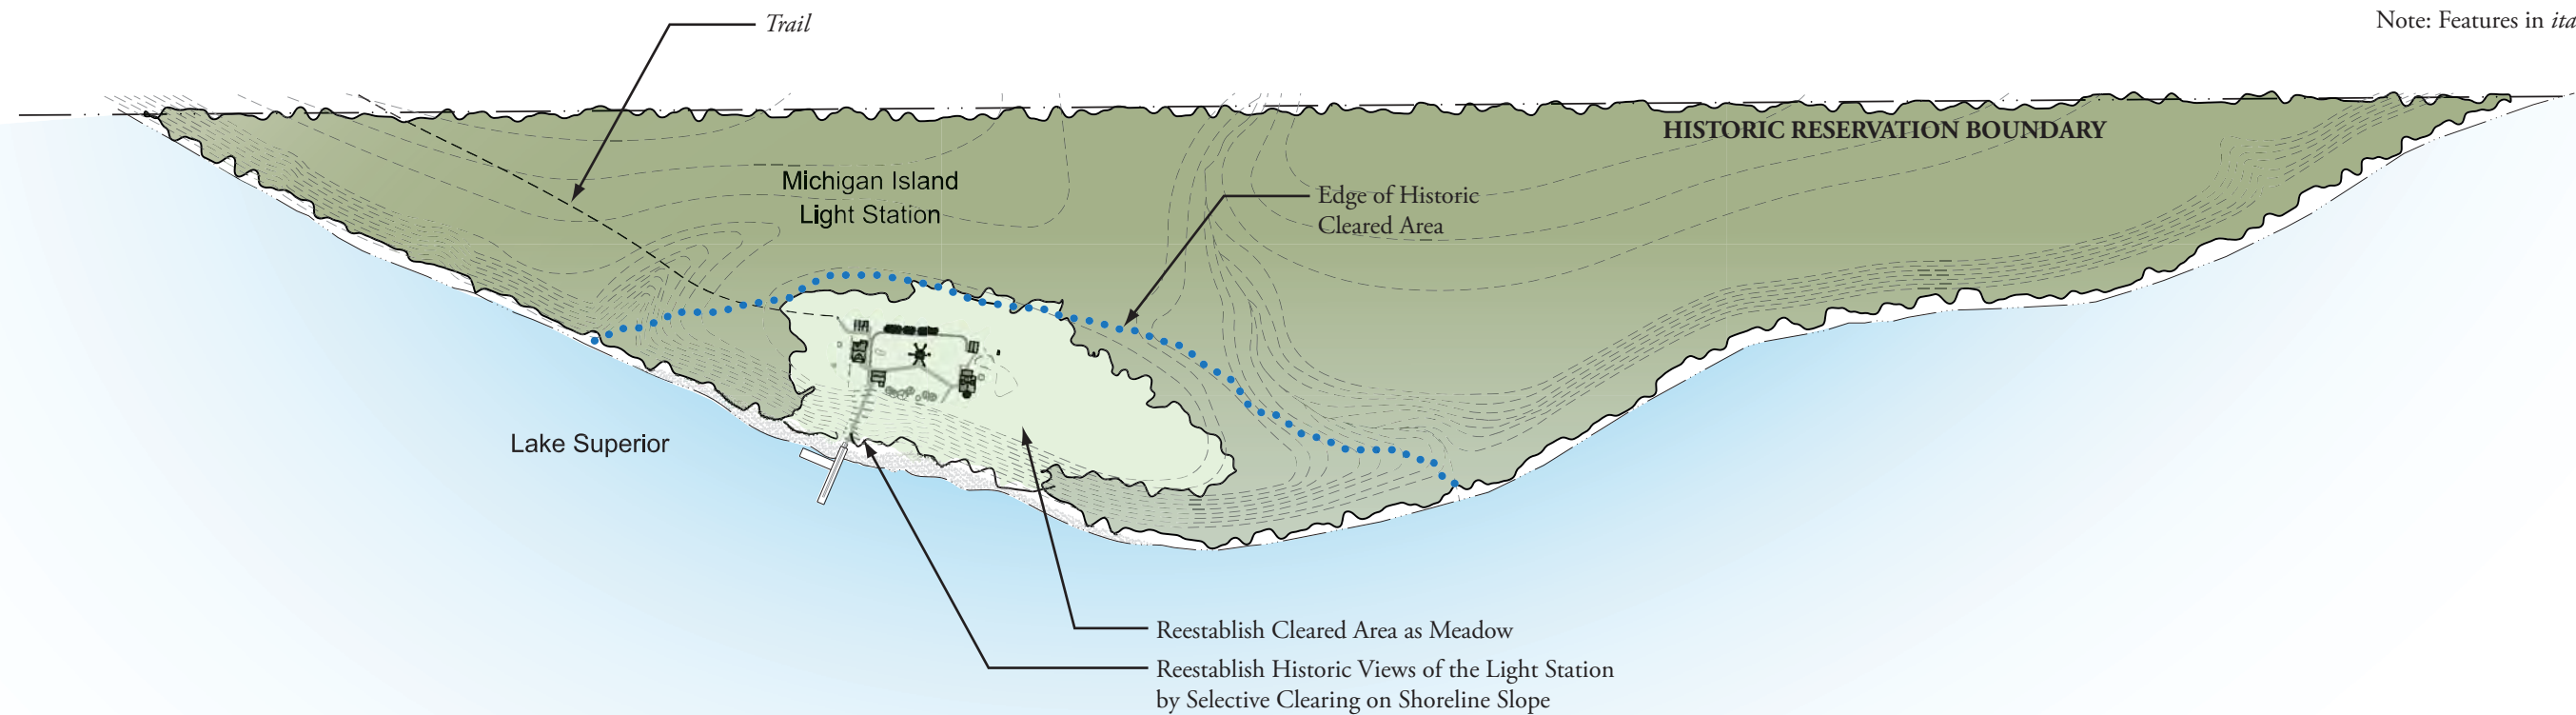 Trail
Note: Features in
HISTORIC RESERVATION BOUNDARY
Michigan Island
Light Station
Edge of Historic
Cleared Area
Lake Superior
Reestablish Cleared Area as Meadow
Reestablish Historic Views of the Light Station
by Selective Clearing on Shoreline Slope